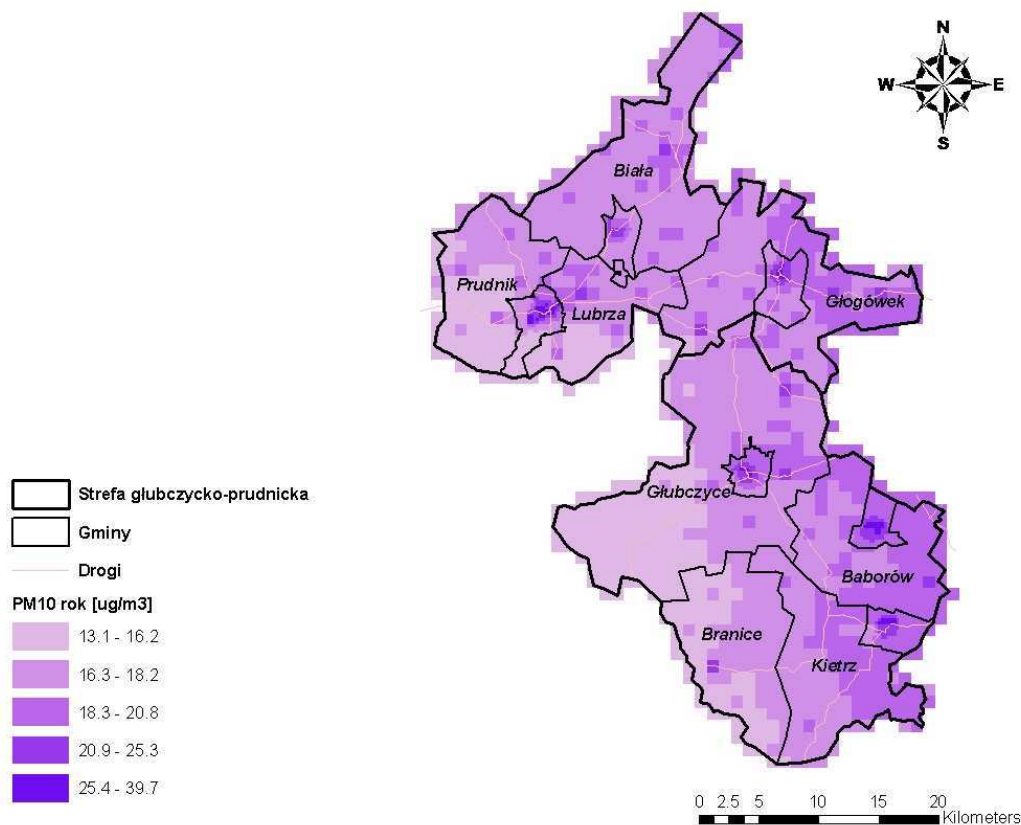 N
W E
S
Biała
Prudnik
Lubrza
Głogówek
Głubczyce
Baborów
Branice
Kietrz
Strefa głubczycko-prudnicka
Gminy
Drogi
PM10 rok [ug/m3]
13.1 - 16.2
16.3 - 18.2
18.3 - 20.8
20.9 - 25.3
25.4 - 39.7
0 2.5 5 10 15 20
Kilometers